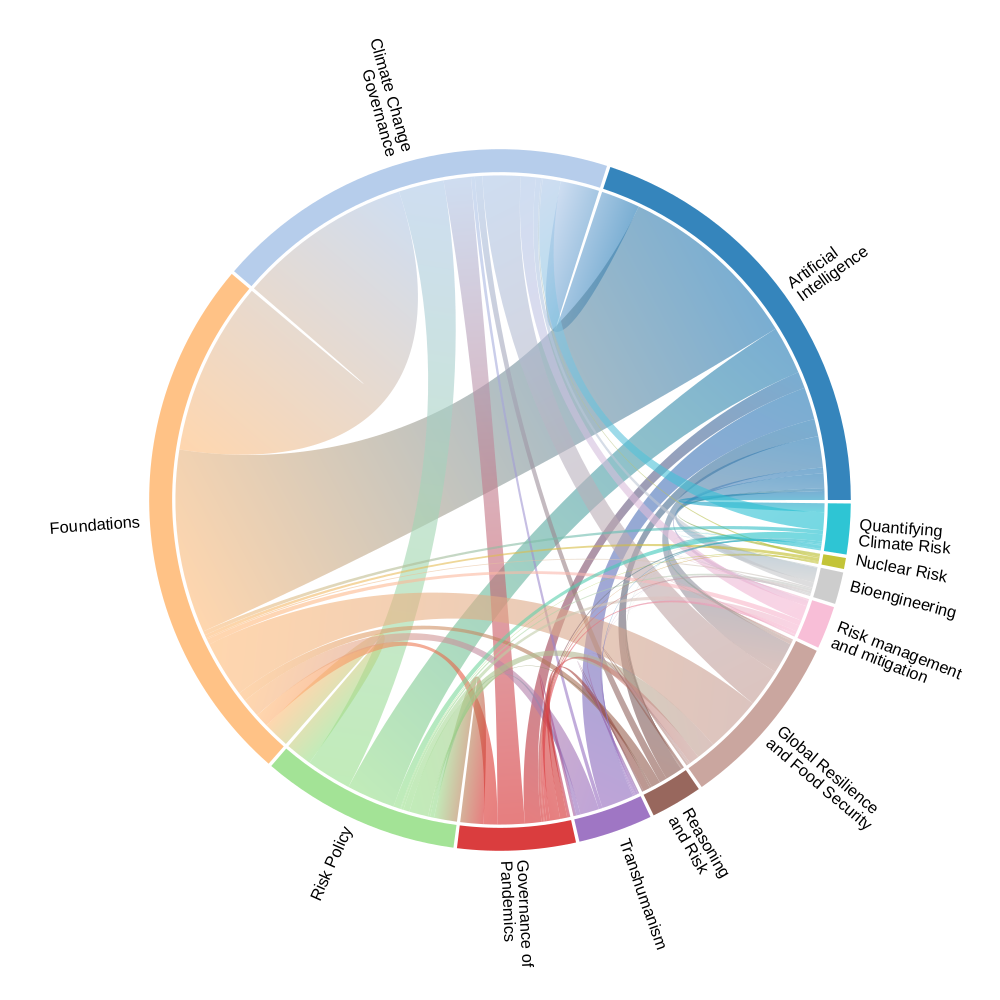 Climate Change
Governance
Artificial
Intelligence
Foundations
Quantifying
Climate Risk
Nuclear Risk
Bioengineering
Risk management
and mitigation
Global Resilience
and Food Security
Reasoning
and Risk
Transhumanism
Governance of
Pandemics
Risk Policy